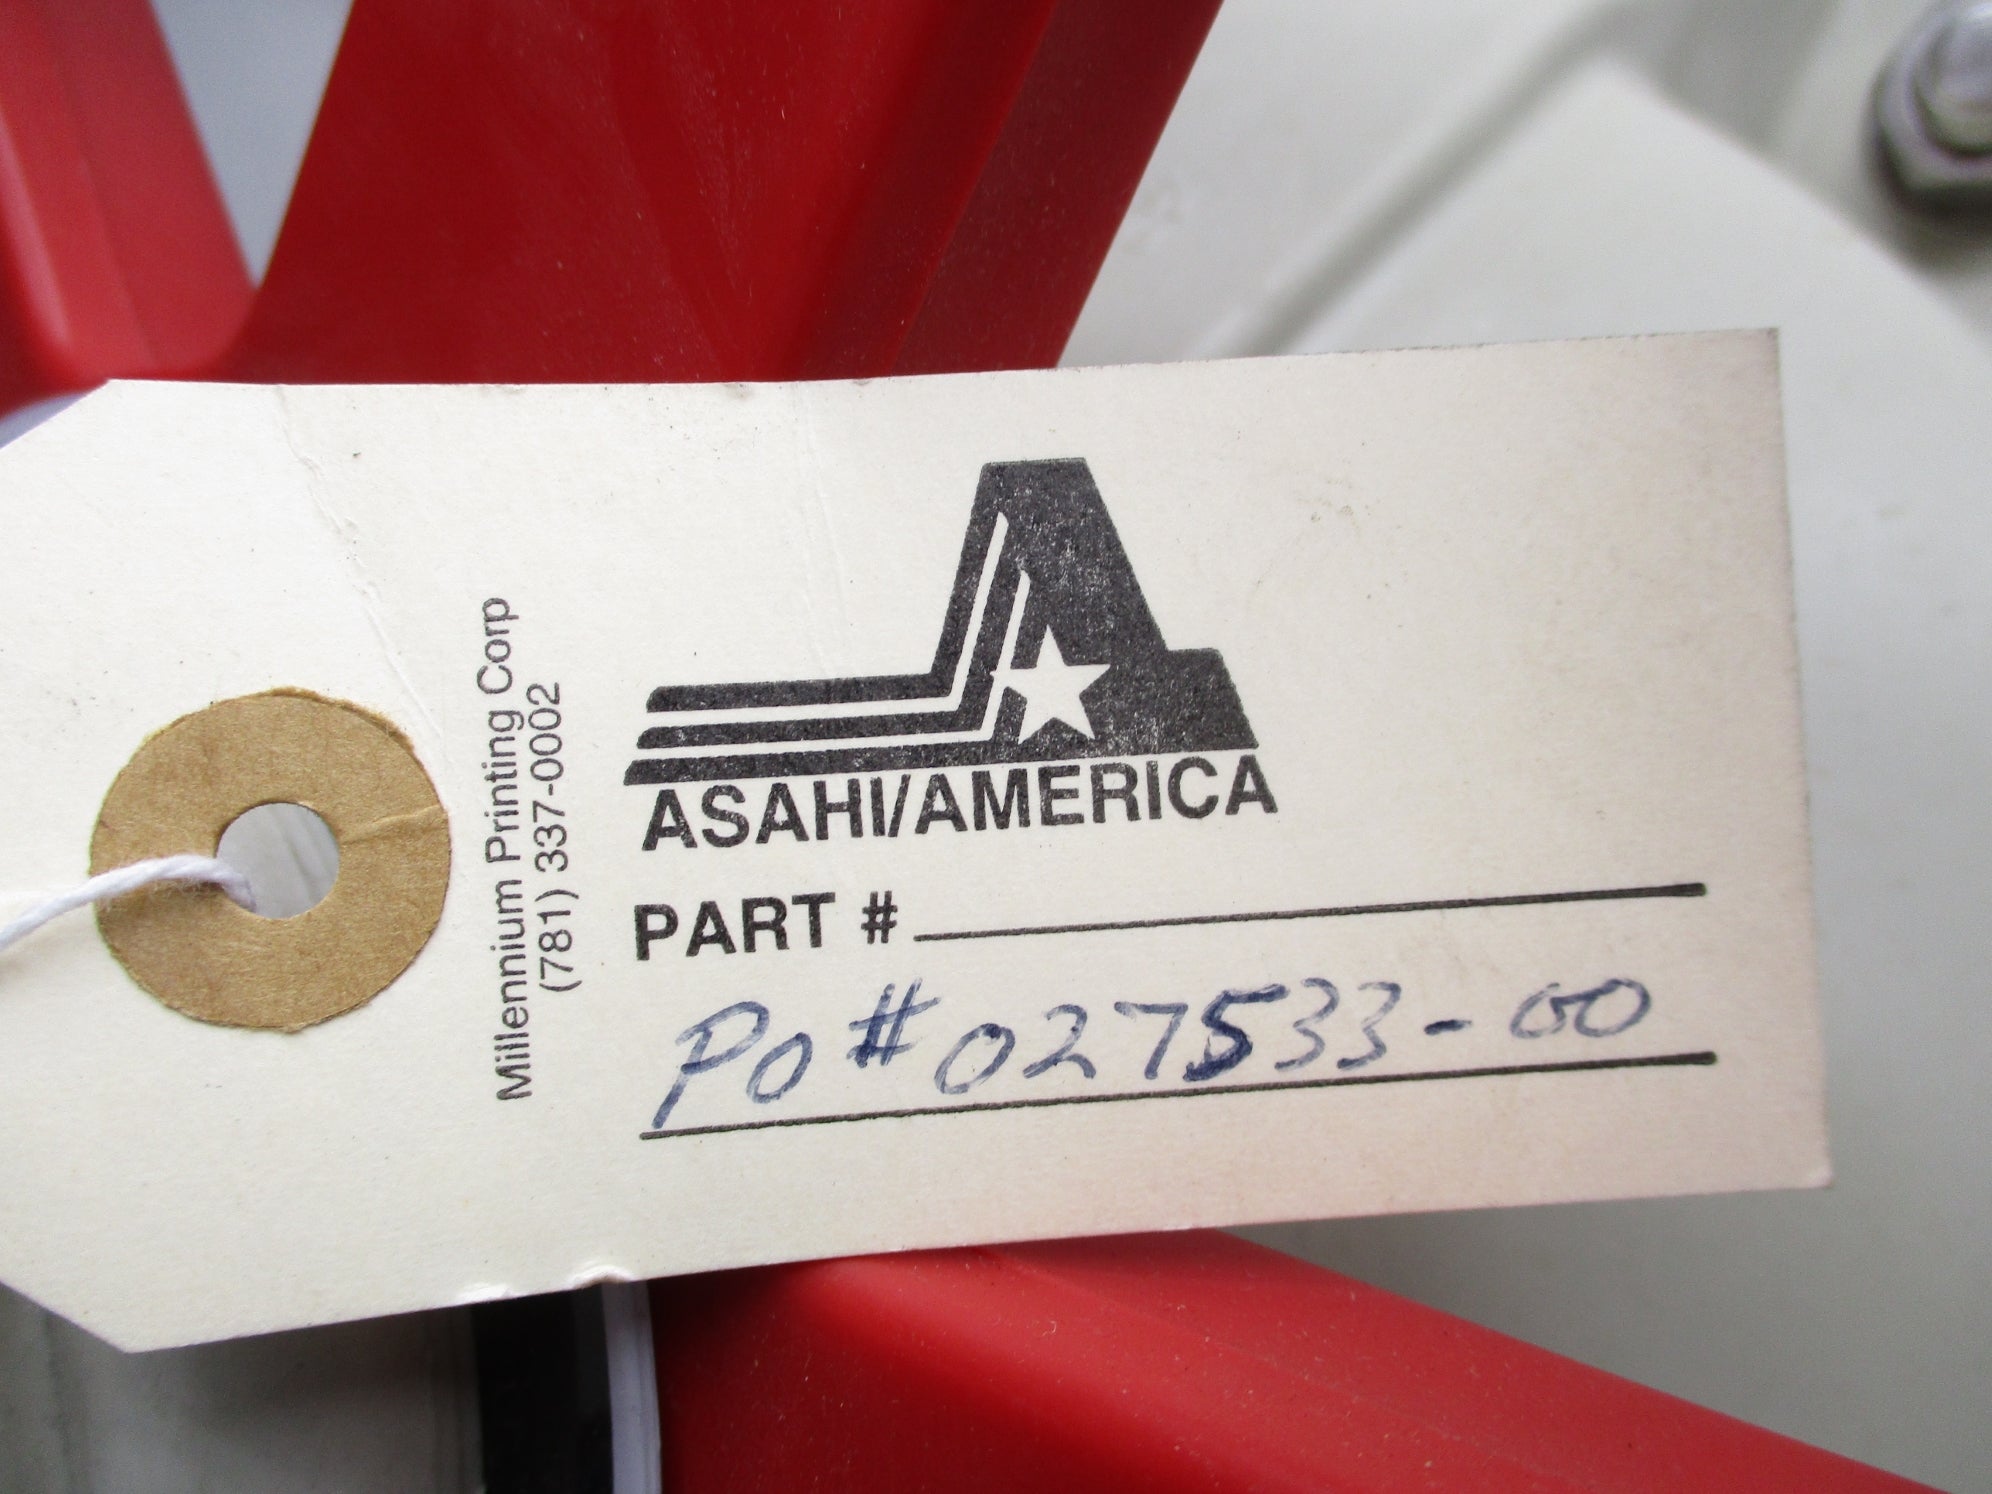 Millennium Printing Corp
(781) 337-0002
ASAHI/AMERICA
PART #
PO # 027533-00